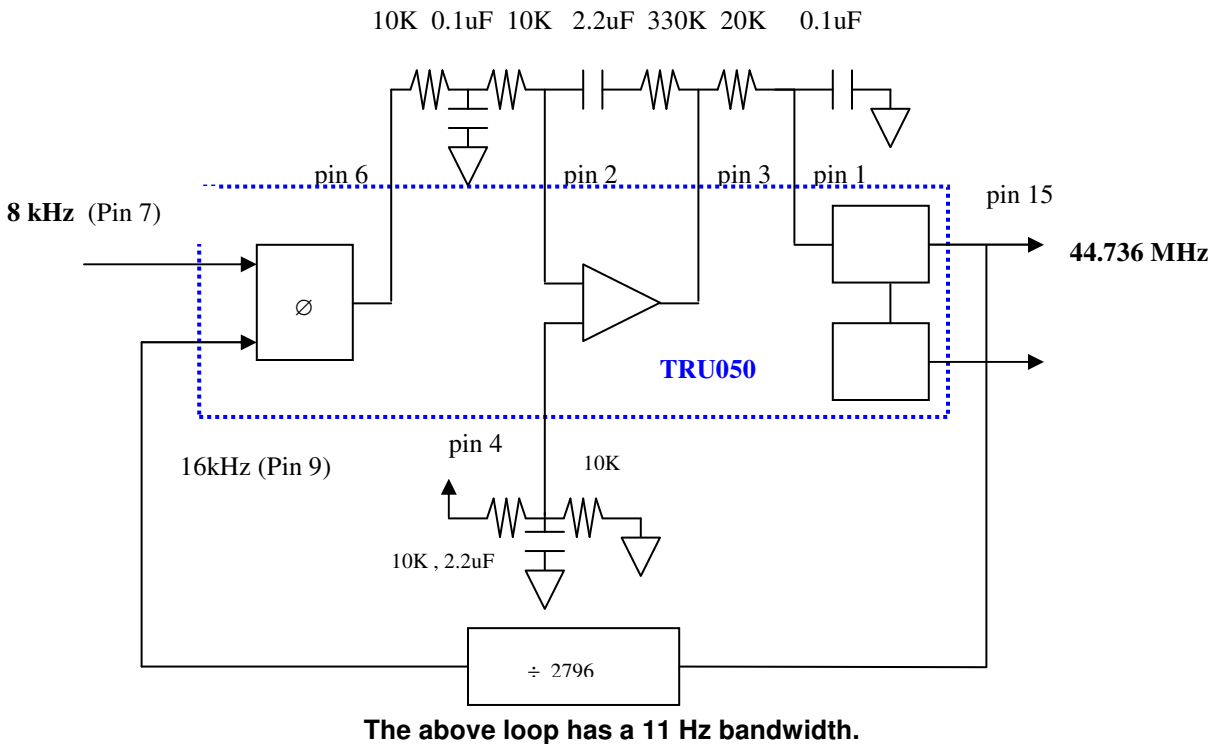 10K 0.1uF 10K 2.2uF 330K 20K 0.1uF
pin 6
pin 2
pin 3
pin 1
pin 15
8 kHz (Pin 7)
44.736 MHz
∅
TRU050
pin 4
10K
16kHz (Pin 9)
10K , 2.2uF
÷ 2796
The above loop has a 11 Hz bandwidth.